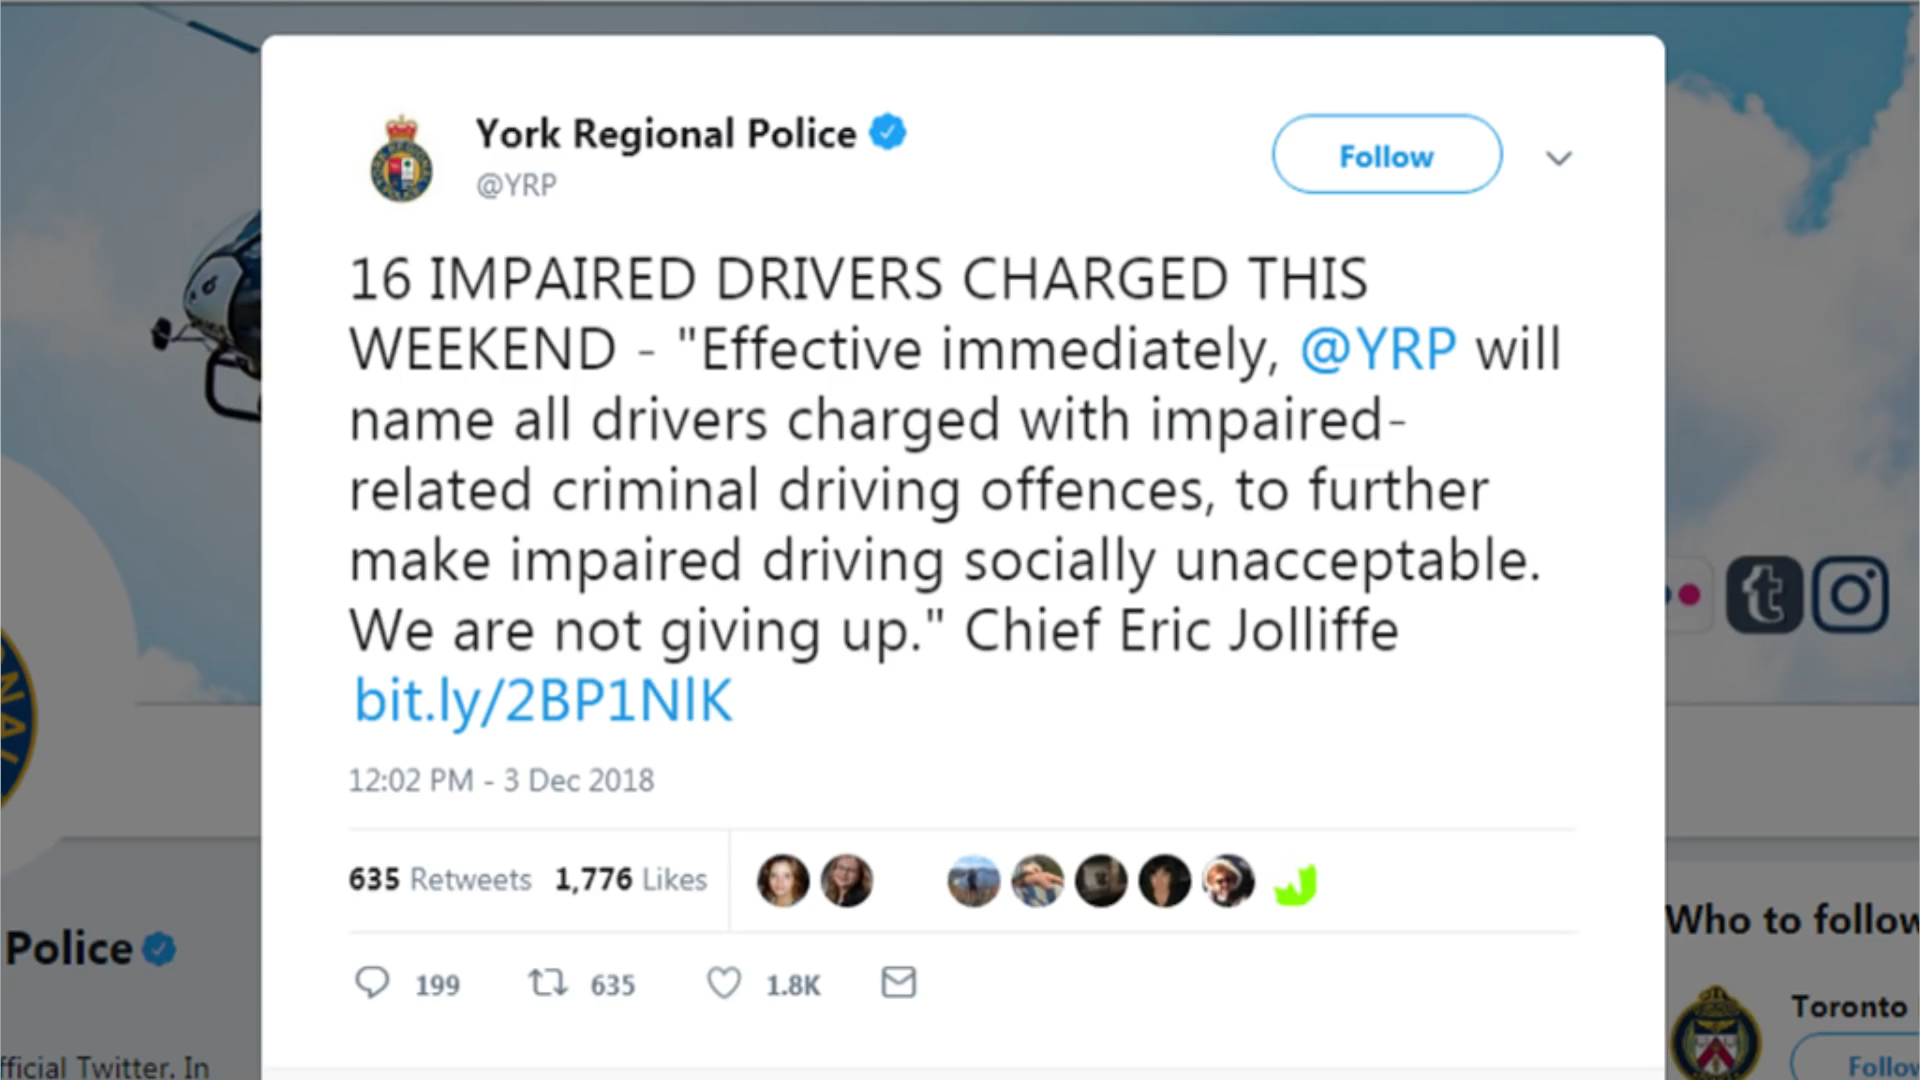 York Regional Police
@YRP
Follow
16 IMPAIRED DRIVERS CHARGED THIS
WEEKEND - "Effective immediately, @YRP will
name all drivers charged with impaired-
related criminal driving offences, to further
make impaired driving socially unacceptable.
We are not giving up." Chief Eric Jolliffe
bit.ly/2BP1NlK
12:02 PM - 3 Dec 2018
635 Retweets 1,776 Likes
199 635 1.8K
Police
fficial Twitter. In
Who to follow
Toronto
Follow